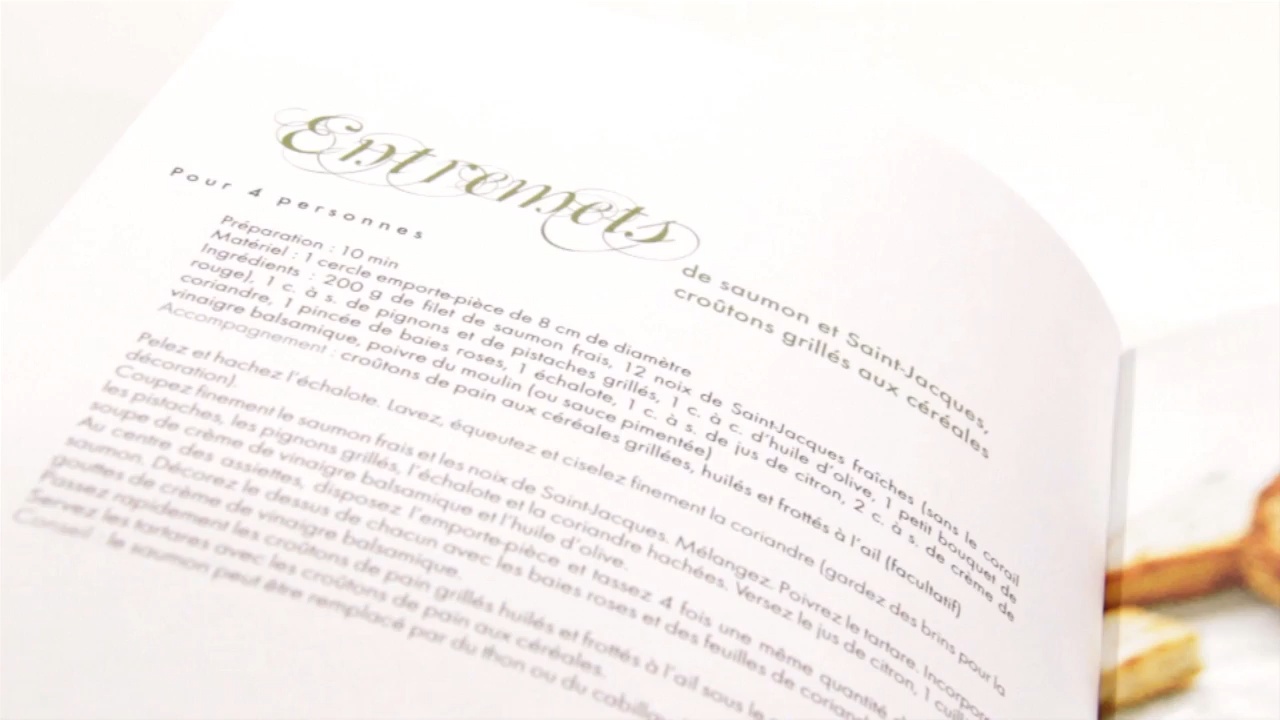 Entremets
de saumon et Saint-Jacques,
croûtons grillés aux céréales
Pour 4 personnes
Préparation : 10 min
Matériel : 1 cercle emporte-pièce de 8 cm de diamètre
Ingrédients : 200 g de filet de saumon frais, 12 noix de Saint-Jacques fraîches (sans le corail
rouge), 1 c. à s. de pignons et de pistaches grillés, 1 c. à c. d'huile d'olive, 1 petit bouquet de
coriandre, 1 pincée de baies roses, 1 échalote, 1 c. à s. de jus de citron, 2 c. à s. de crème de
vinaigre balsamique, poivre du moulin (ou sauce pimentée)
Accompagnement : croûtons de pain aux céréales grillées, huilés et frottés à l'ail (facultatif)
Pelez et hachez l'échalote. Lavez, équeutez et ciselez finement la coriandre (gardez des brins pour la
décoration).
Coupez finement le saumon frais et les noix de Saint-Jacques. Mélangez. Poivrez le tartare. Incorpore
les pistaches, les pignons grillés, l'échalote et la coriandre hachées. Versez le jus de citron, 1 cuill
soupe de crème de vinaigre balsamique et l'huile d'olive.
Au centre des assiettes, disposez l'emporte-pièce et tassez 4 fois une même quantité d
saumon. Décorez le dessus de chacun avec les baies roses et des feuilles de coriand
gouttes de crème de vinaigre balsamique.
Passez rapidement les croûtons de pain grillés huilés et frottés à l'ail sous le
Servez les tartares avec les croûtons de pain aux céréales.
Conseil : le saumon peut être remplacé par du thon ou du cabilla